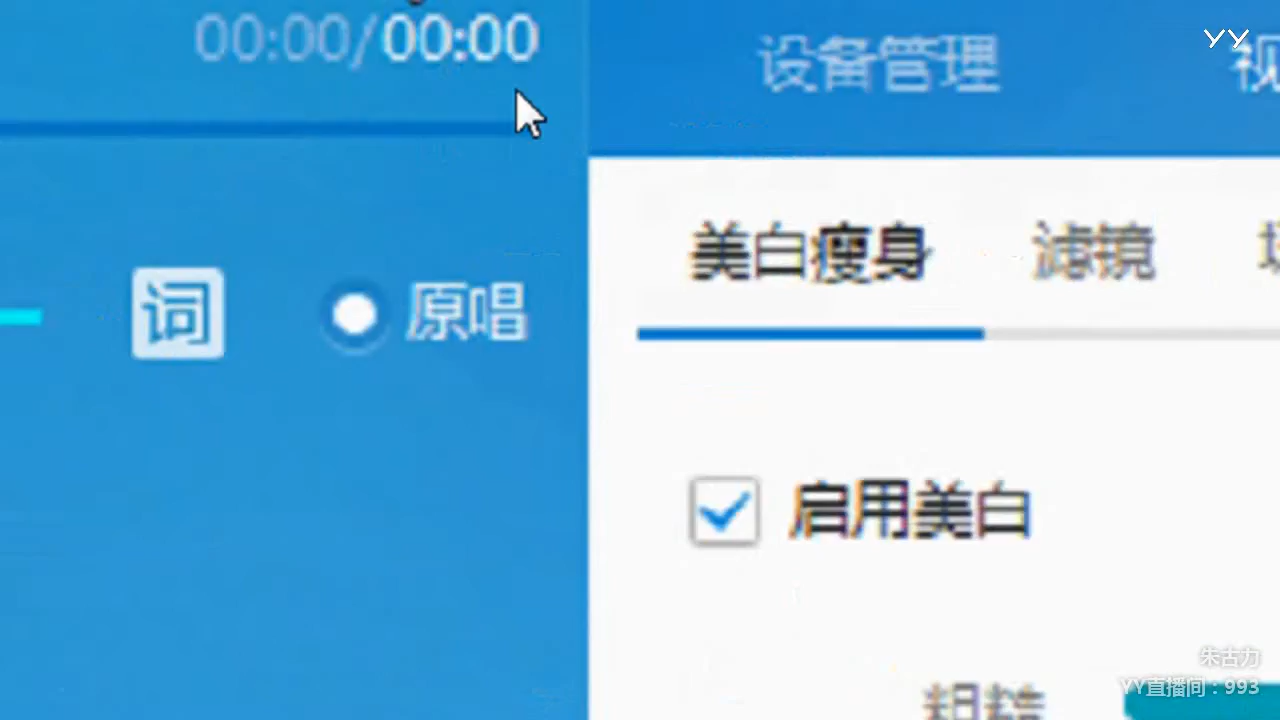 00:00/00:00
设备管理
视
YY
美白瘦身
滤镜
词
原唱
启用美白
朱古力
YY直播间：993